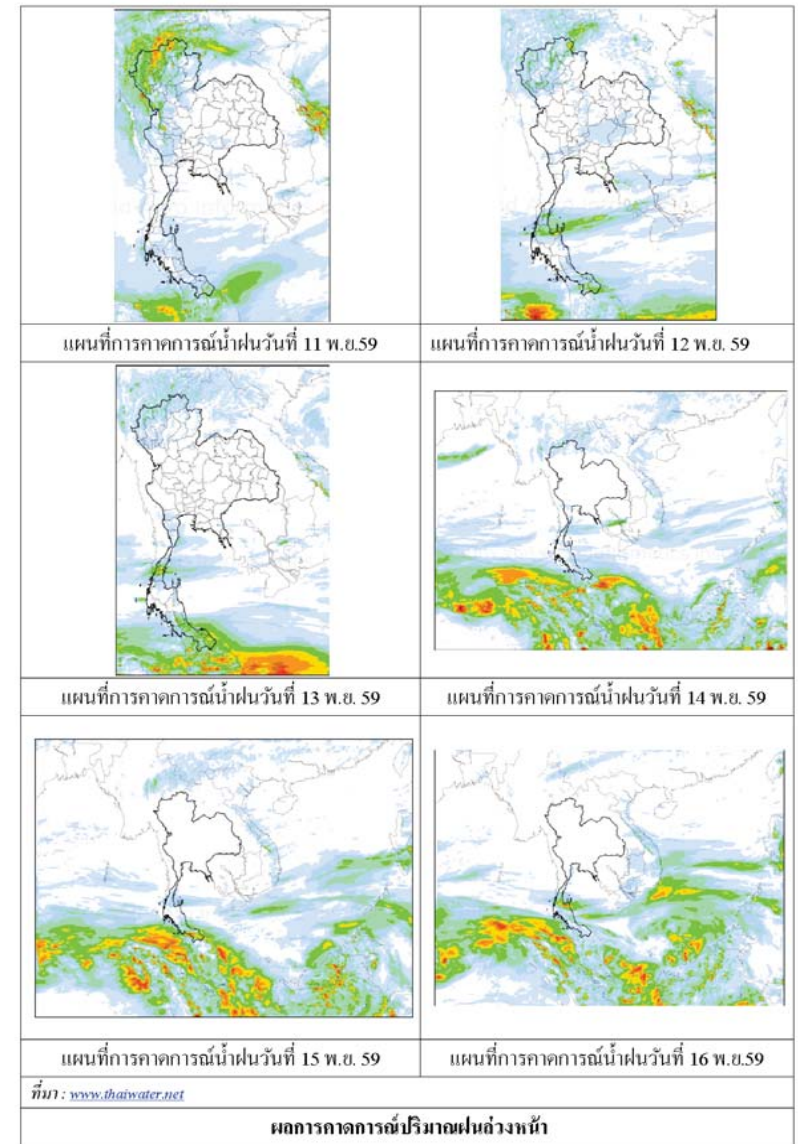 แผนที่การคาดการณ์น้ำฝนวันที่ 11 พ.ย.59
แผนที่การคาดการณ์น้ำฝนวันที่ 12 พ.ย. 59
แผนที่การคาดการณ์น้ำฝนวันที่ 13 พ.ย. 59
แผนที่การคาดการณ์น้ำฝนวันที่ 14 พ.ย. 59
แผนที่การคาดการณ์น้ำฝนวันที่ 15 พ.ย. 59
แผนที่การคาดการณ์น้ำฝนวันที่ 16 พ.ย.59
ที่มา : www.thaiwater.net
ผลการคาดการณ์ปริมาณฝนล่วงหน้า